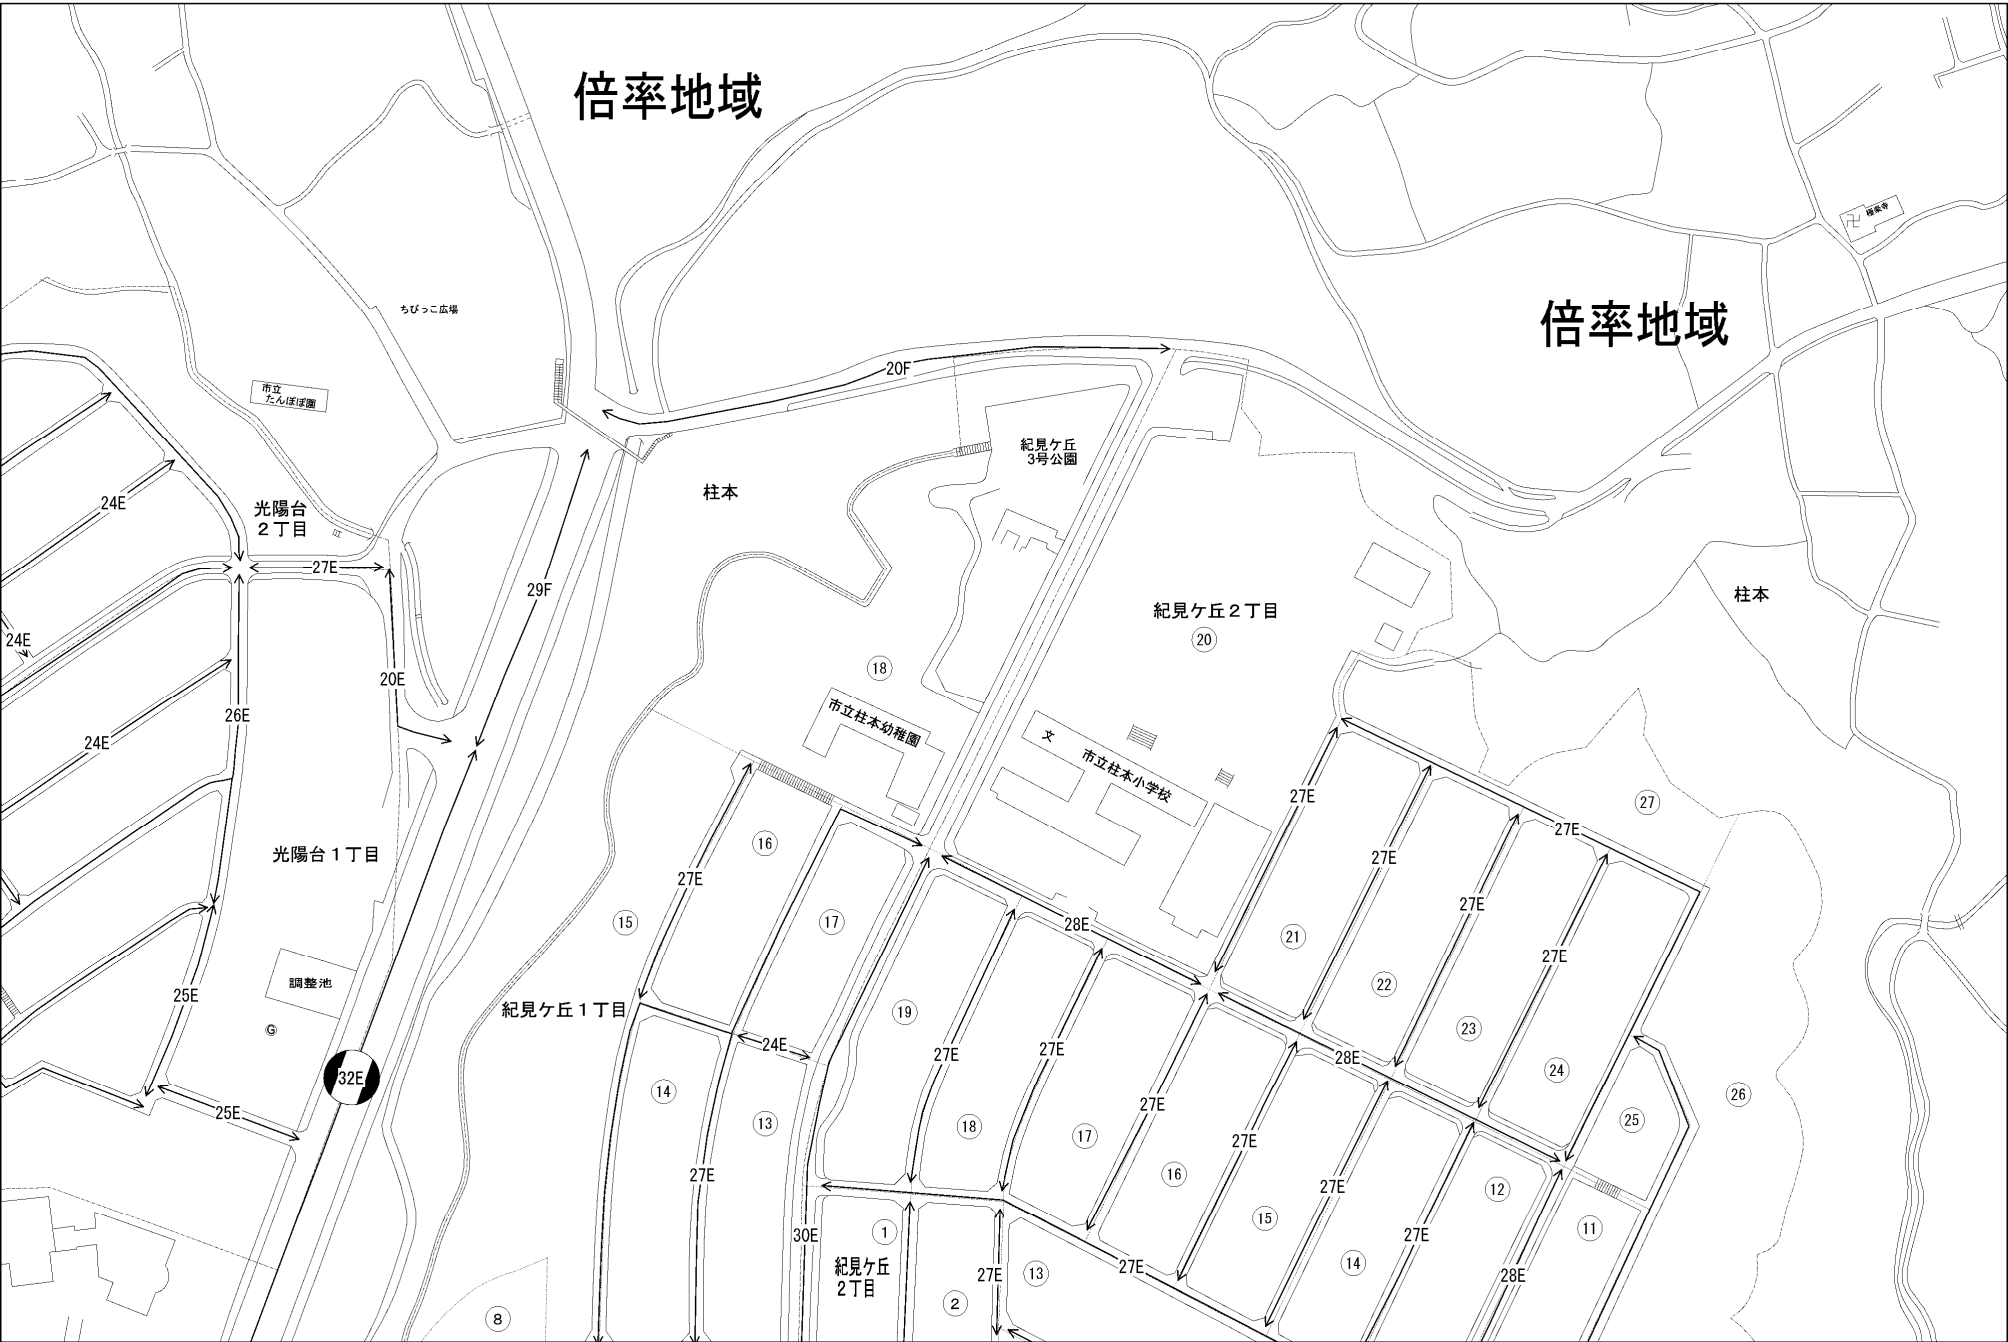 倍率地域
極楽寺
ちびっこ広場
倍率地域
市立
たんぽぽ園
20F
紀見ケ丘
3号公園
柱本
24E
光陽台
2丁目
27E
29F
柱本
紀見ケ丘2丁目
20
24E
18
20E
26E
市立柱本幼稚園
文
市立柱本小学校
24E
27E
27
27E
16
光陽台1丁目
27E
27E
15
17
28E
27E
21
27E
調整池
25E
紀見ケ丘1丁目
19
22
23
G
24E
27E
27E
28E
32E
14
24
26
25E
13
27E
18
17
27E
25
16
27E
27E
12
30E
1
15
27E
11
紀見ケ丘
2丁目
27E
13
27E
14
28E
2
8